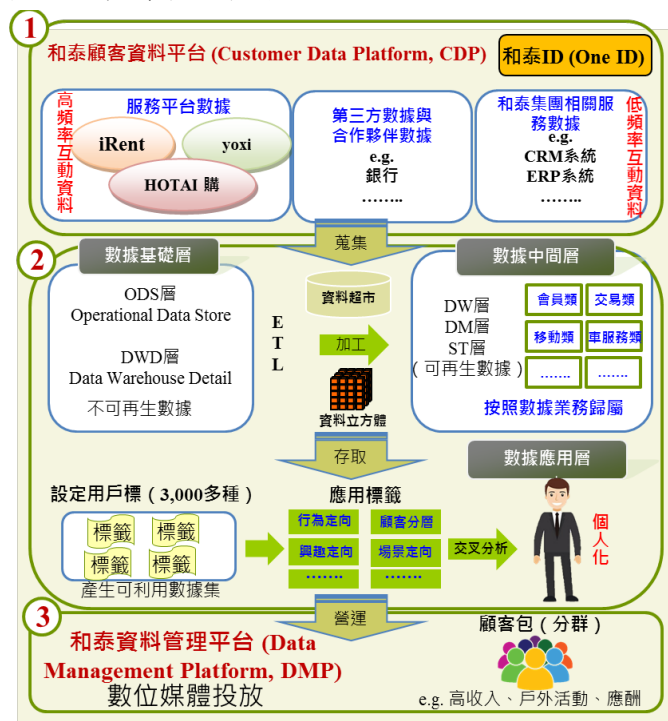 1
和泰顧客資料平台 (Customer Data Platform, CDP)
和泰ID (One ID)
高頻率互動資料
服務平台數據
iRent
yoxi
HOTAI 購
第三方數據與
合作夥伴數據
e.g.
銀行
……..
和泰集團相關服
務數據
e.g.
CRM系統
ERP系統
……..
低頻率互動資料
蒐集
2
數據基礎層
ODS層
Operational Data Store
DWD層
Data Warehouse Detail
不可再生數據
E
T
L
資料超市
加工
資料立方體
數據中間層
DW層
DM層
ST層
(可再生數據)
會員類
交易類
移動類
車服務類
…….
…….
按照數據業務歸屬
存取
設定用戶標(3,000多種)
標籤
標籤
標籤
標籤
產生可利用數據集
應用標籤
行為定向
顧客分層
興趣定向
場景定向
…….
…….
交叉分析
數據應用層
個人化
營運
3
和泰資料管理平台 (Data
Management Platform, DMP)
數位媒體投放
顧客包(分群)
e.g. 高收入、戶外活動、應酬